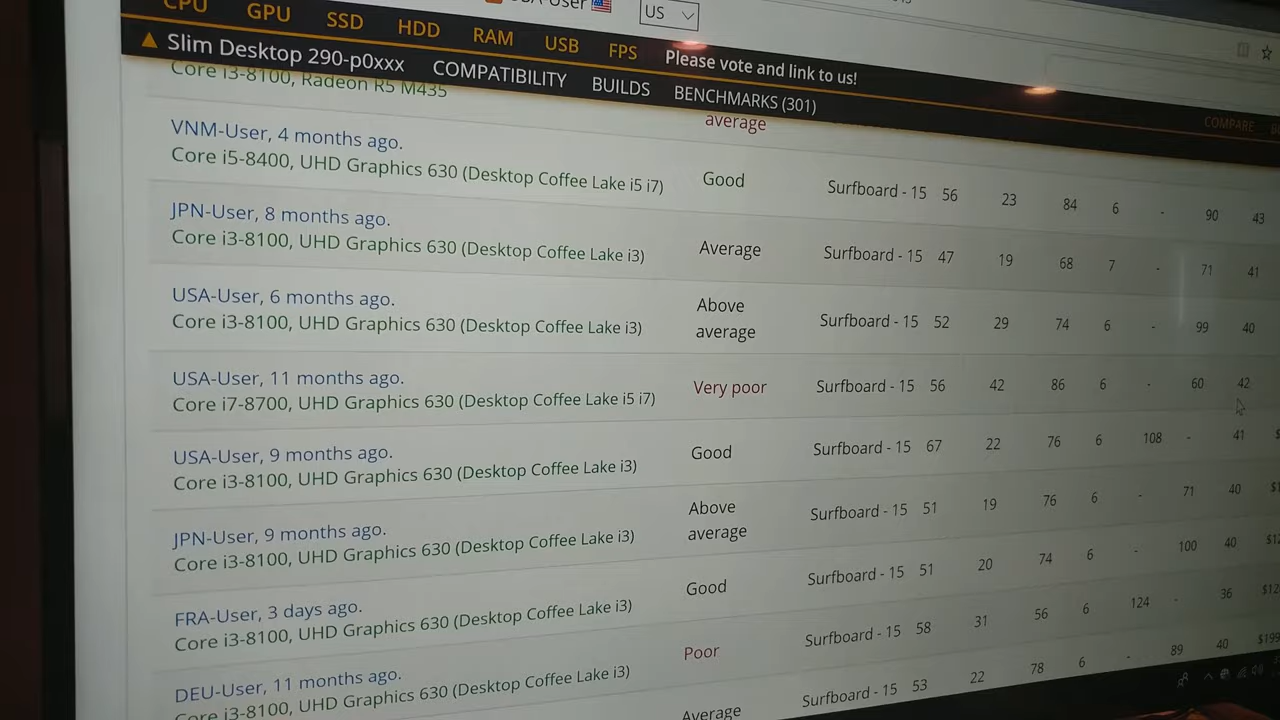 CPU GPU SSD HDD RAM USB FPS Please vote and link to us!
US
Slim Desktop 290-p0xxx COMPATIBILITY BUILDS BENCHMARKS (301) COMPARE
Core i3-8100, Radeon R5 M435 average
VNM-User, 4 months ago.
Core i5-8400, UHD Graphics 630 (Desktop Coffee Lake i5 i7) Good Surfboard - 15 56 23 84 6 - 90 43
JPN-User, 8 months ago.
Core i3-8100, UHD Graphics 630 (Desktop Coffee Lake i3) Average Surfboard - 15 47 19 68 7 - 71 41
USA-User, 6 months ago.
Core i3-8100, UHD Graphics 630 (Desktop Coffee Lake i3) Above average Surfboard - 15 52 29 74 6 - 99 40
USA-User, 11 months ago.
Core i7-8700, UHD Graphics 630 (Desktop Coffee Lake i5 i7) Very poor Surfboard - 15 56 42 86 6 - 60 42
USA-User, 9 months ago.
Core i3-8100, UHD Graphics 630 (Desktop Coffee Lake i3) Good Surfboard - 15 67 22 76 6 108 - 41
JPN-User, 9 months ago.
Core i3-8100, UHD Graphics 630 (Desktop Coffee Lake i3) Above average Surfboard - 15 51 19 76 6 - 71 40
FRA-User, 3 days ago.
Core i3-8100, UHD Graphics 630 (Desktop Coffee Lake i3) Good Surfboard - 15 51 20 74 6 - 100 40
DEU-User, 11 months ago.
Core i3-8100, UHD Graphics 630 (Desktop Coffee Lake i3) Poor Surfboard - 15 58 31 56 6 124 - 36
Average Surfboard - 15 53 22 78 6 - 89 40